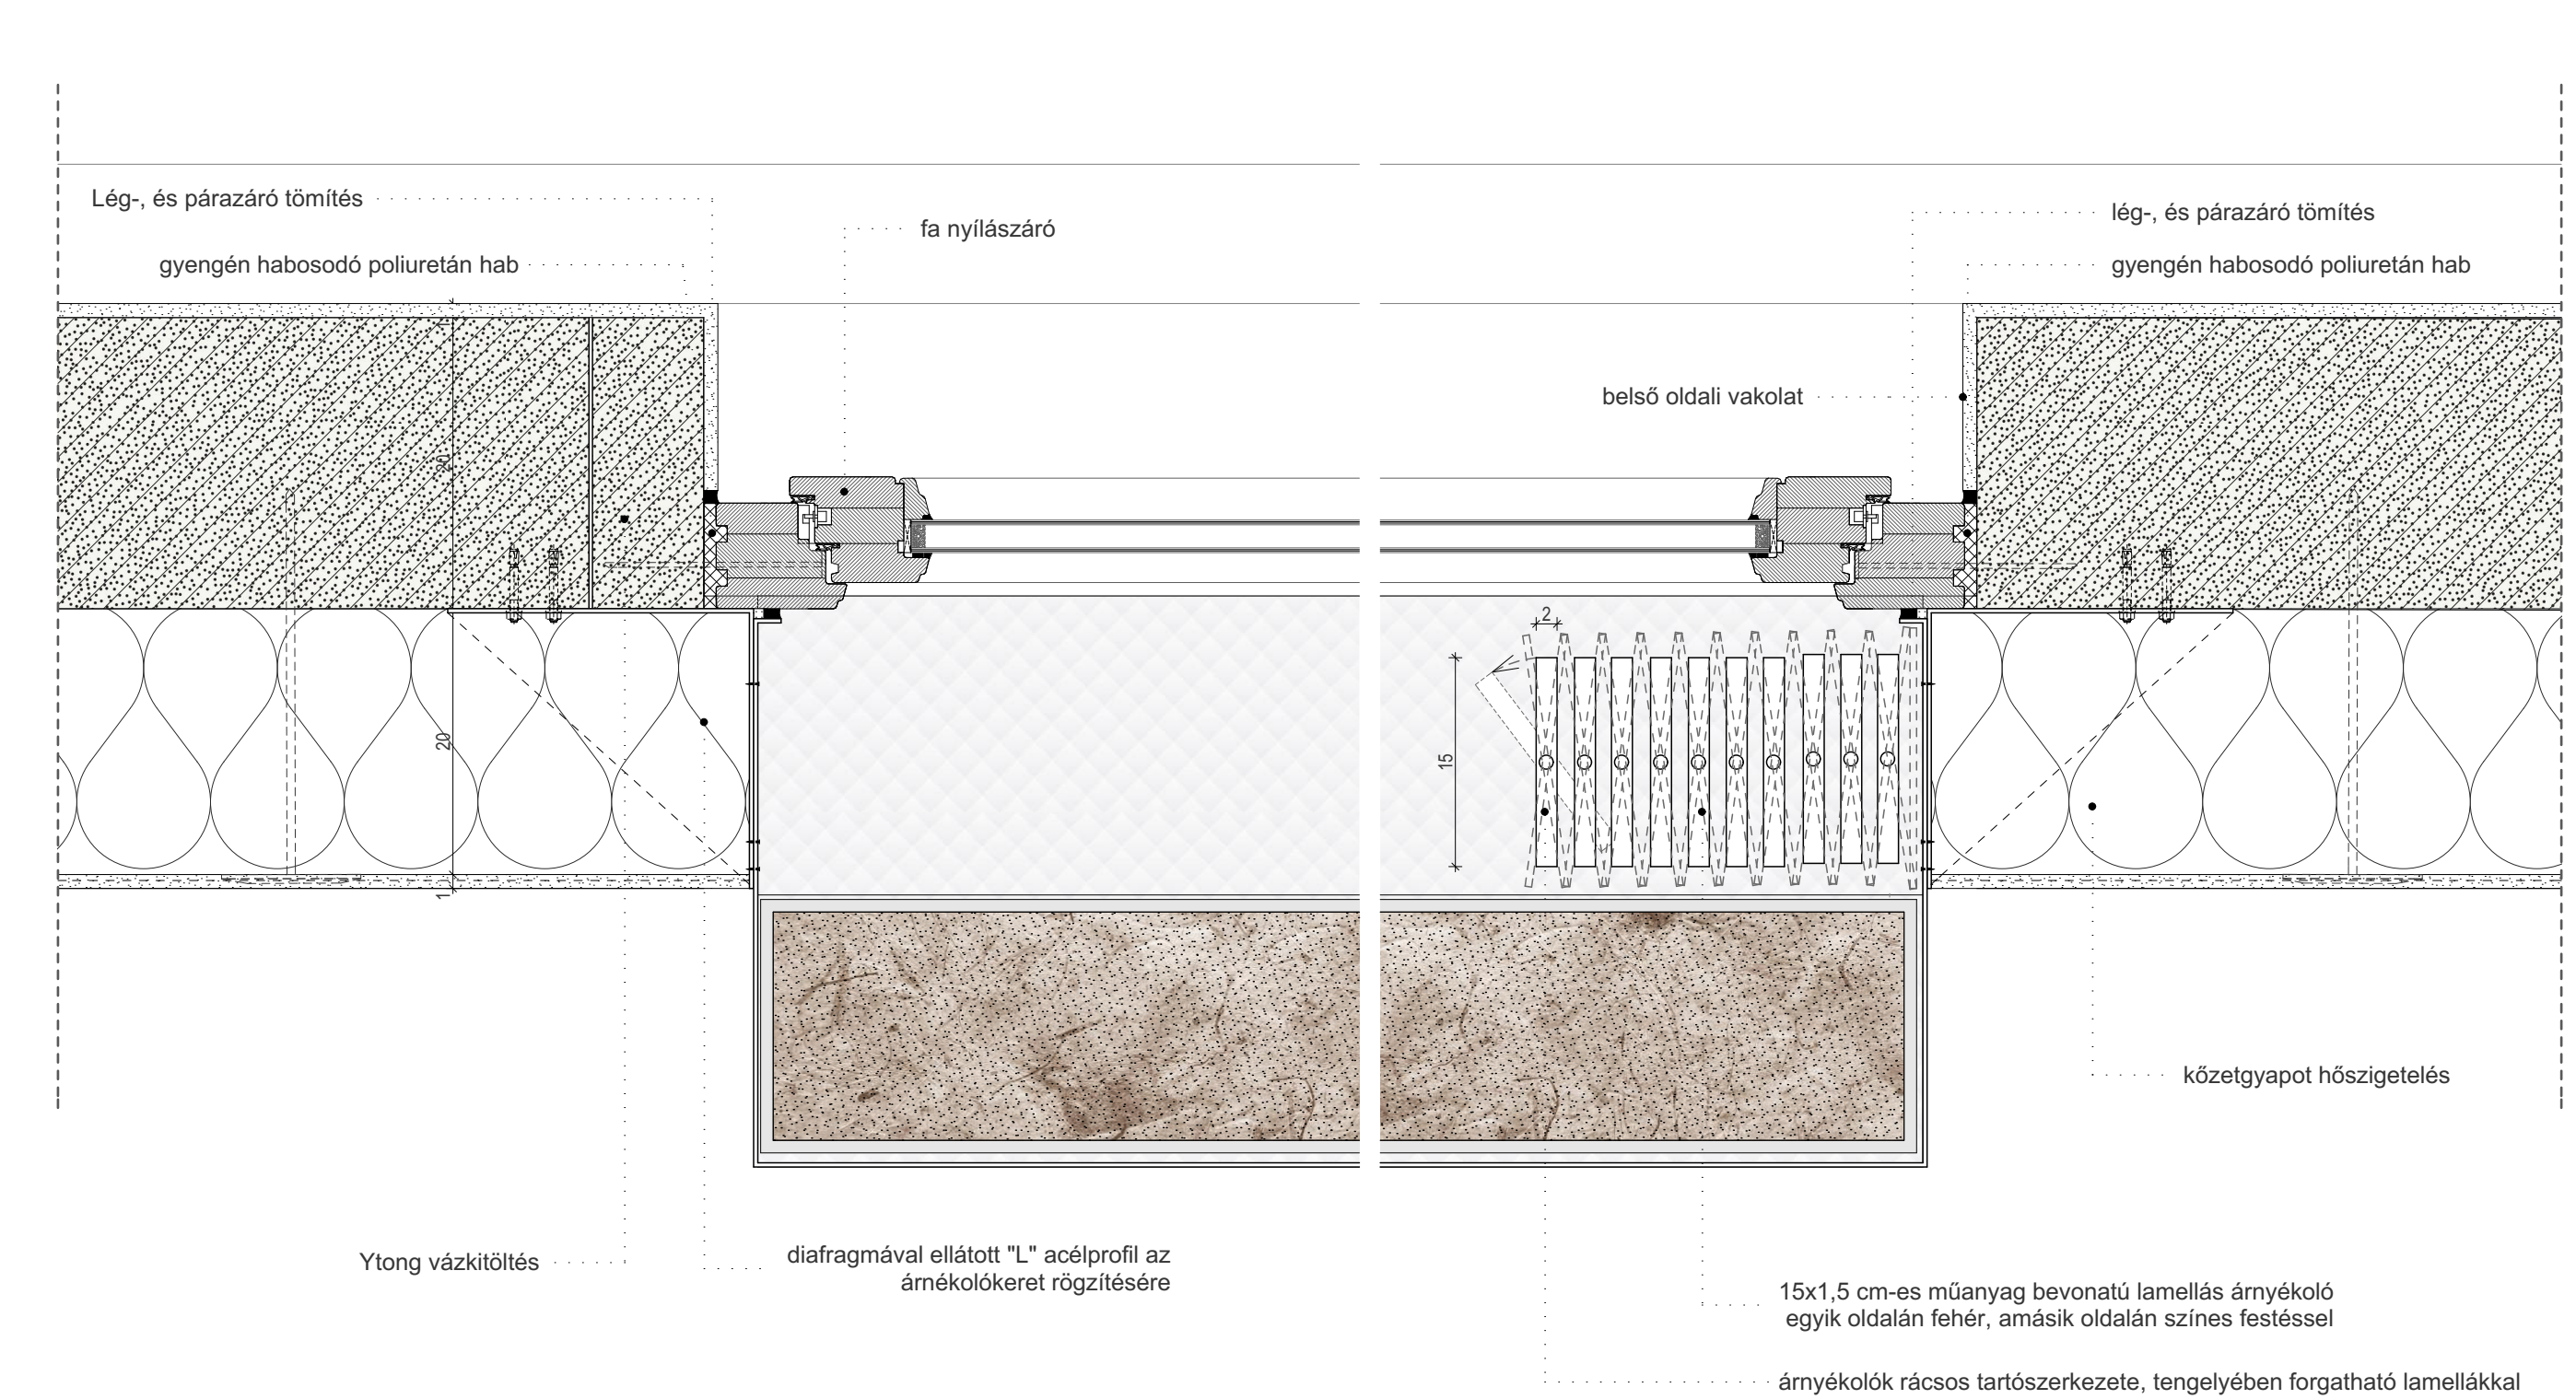 Lég-, és párazáró tömítés
lég-, és párazáró tömítés
fa nyílászáró
gyengén habosodó poliuretán hab
gyengén habosodó poliuretán hab
belső oldali vakolat
20
2
20
15
1
kőzetgyapot hőszigetelés
Ytong vázkitöltés
diafragmával ellátott "L" acélprofil az
árnékolókeret rögzítésére
15x1,5 cm-es műanyag bevonatú lamellás árnyékoló
egyik oldalán fehér, amásik oldalán színes festéssel
árnyékolók rácsos tartószerkezete, tengelyében forgatható lamellákkal